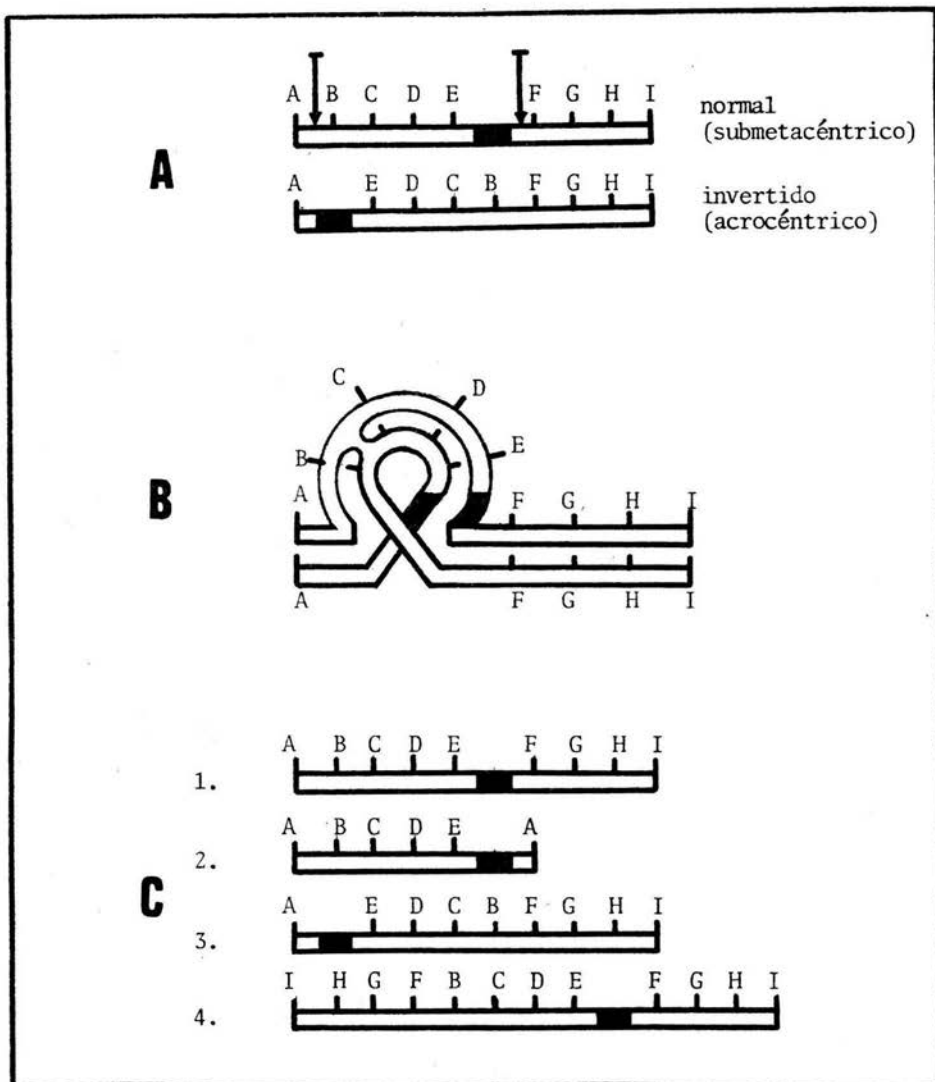 A B C D E F G H I
normal
(submetacéntrico)
A
A E D C B F G H I
invertido
(acrocéntrico)
C D
B E
A F G H I
B
A F G H I
A B C D E F G H I
1.
A B C D E A
2.
C
A E D C B F G H I
3.
I H G F B C D E F G H I
4.